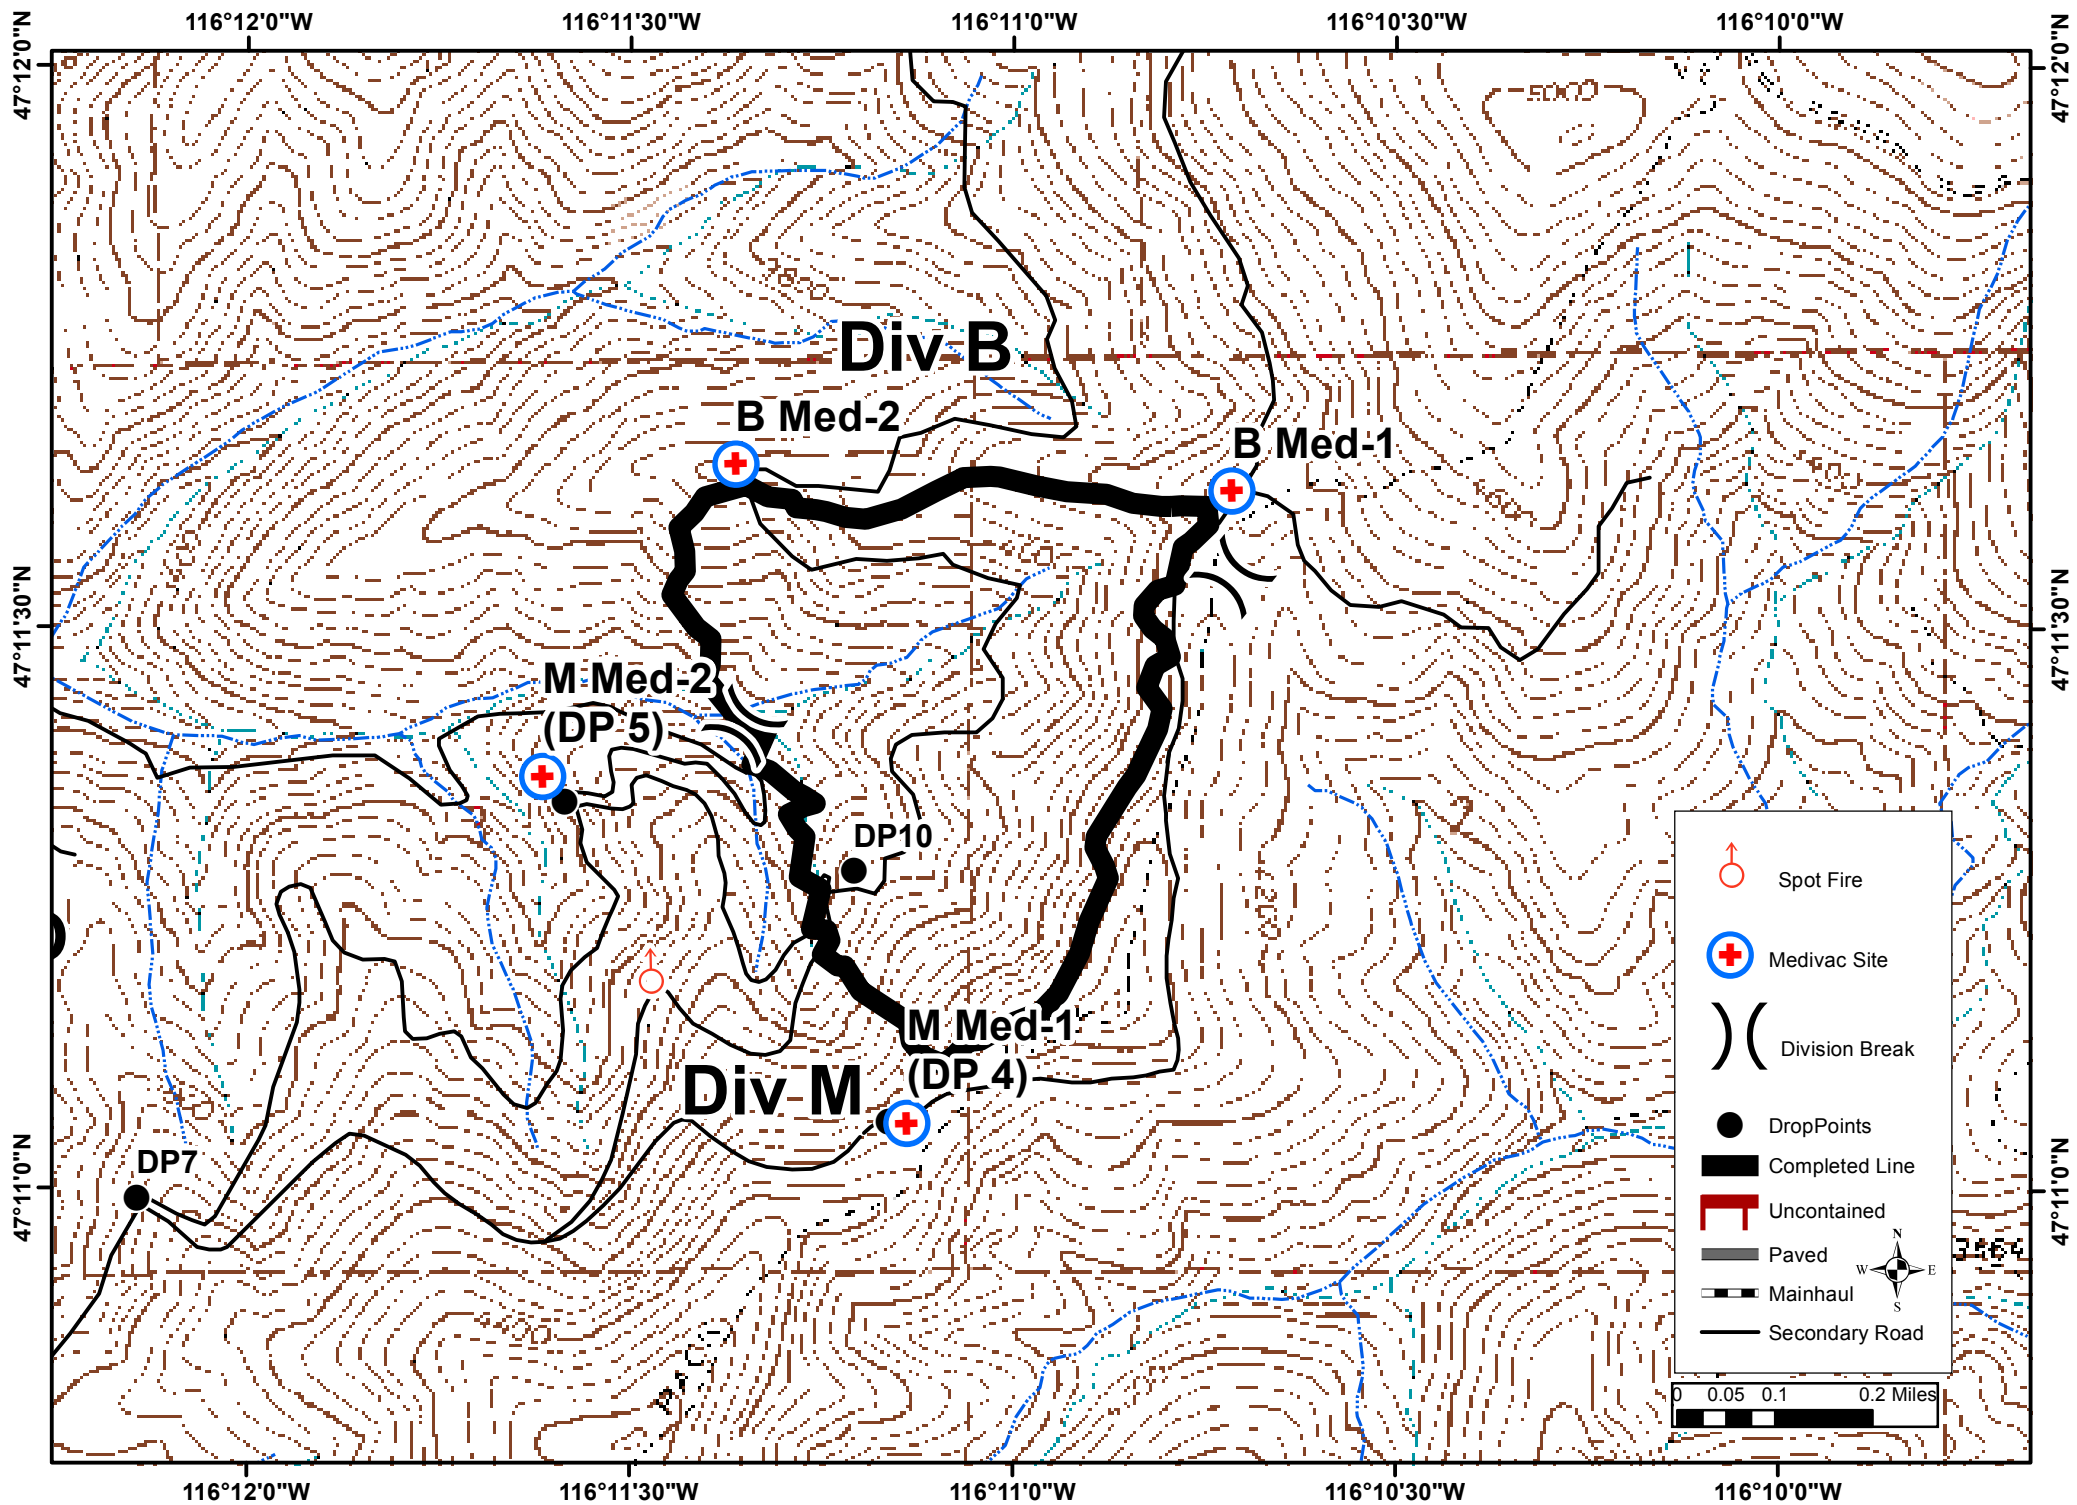 116°12'0"W
116°11'30"W
116°11'0"W
116°10'30"W
116°10'0"W
47°12'0"N
47°12'0"N
5000
Div B
B Med-2
B Med-1
47°11'30"N
47°11'30"N
M Med-2
(DP 5)
DP10
M Med-1
(DP 4)
Div M
DP7
47°11'0"N
47°11'0"N
Spot Fire
Medivac Site
Division Break
DropPoints
Completed Line
Uncontained
Paved
Mainhaul
Secondary Road
N
W
E
S
0 0.05 0.1 0.2 Miles
116°12'0"W
116°11'30"W
116°11'0"W
116°10'30"W
116°10'0"W